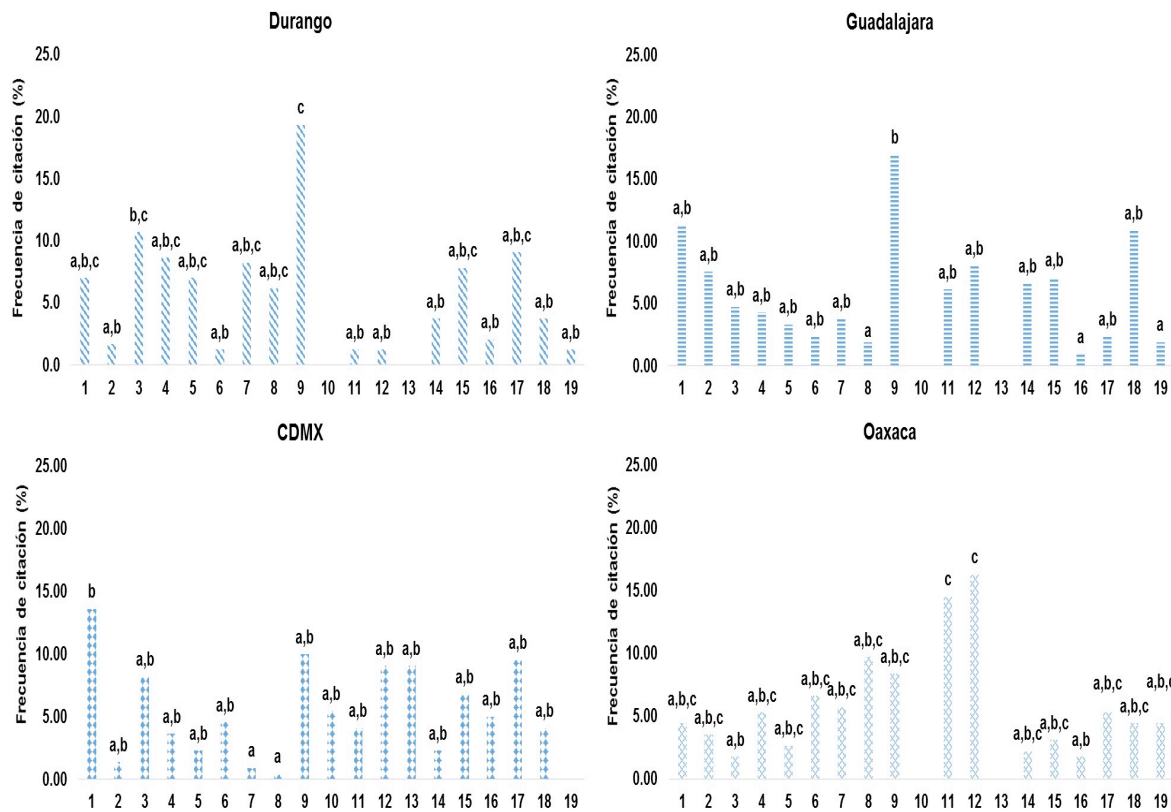 Durango
Frecuencia de citación (%)
25.0
20.0
15.0
10.0
5.0
0.0
a,b,c
a,b
b,c
a,b,c
a,b,c
a,b
a,b,c
a,b,c
c
a,b
a,b
a,b
a,b,c
a,b
a,b,c
a,b
a,b
1 2 3 4 5 6 7 8 9 10 11 12 13 14 15 16 17 18 19
Guadalajara
Frecuencia de citación (%)
25.00
20.00
15.00
10.00
5.00
0.00
a,b
a,b
a,b
a,b
a,b
a,b
a,b
a
b
a,b
a,b
a,b
a,b
a
a,b
a,b
a
1 2 3 4 5 6 7 8 9 10 11 12 13 14 15 16 17 18 19
CDMX
Frecuencia de citación (%)
25.00
20.00
15.00
10.00
5.00
0.00
b
a,b
a,b
a,b
a,b
a,b
a
a
a,b
a,b
a,b
a,b
a,b
a,b
a,b
a,b
a,b
a,b
1 2 3 4 5 6 7 8 9 10 11 12 13 14 15 16 17 18 19
Oaxaca
Frecuencia de citación (%)
25.00
20.00
15.00
10.00
5.00
0.00
a,b,c
a,b,c
a,b
a,b,c
a,b,c
a,b,c
a,b,c
a,b,c
a,b,c
c
c
a,b,c
a,b,c
a,b
a,b,c
a,b,c
a,b,c
1 2 3 4 5 6 7 8 9 10 11 12 13 14 15 16 17 18 19